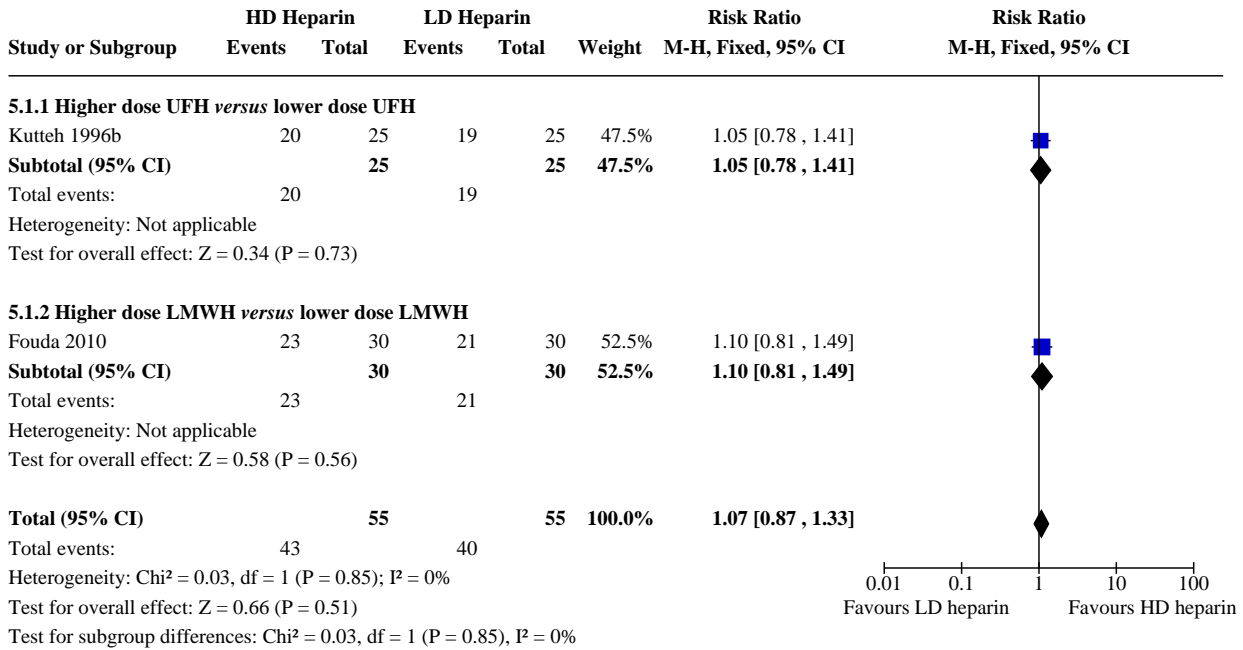 HD Heparin LD Heparin Risk Ratio Risk Ratio
Study or Subgroup Events Total Events Total Weight M-H, Fixed, 95% CI M-H, Fixed, 95% CI
5.1.1 Higher dose UFH versus lower dose UFH
Kutteh 1996b 20 25 19 25 47.5% 1.05 [0.78 , 1.41]
Subtotal (95% CI) 25 25 47.5% 1.05 [0.78 , 1.41]
Total events: 20 19
Heterogeneity: Not applicable
Test for overall effect: Z = 0.34 (P = 0.73)
5.1.2 Higher dose LMWH versus lower dose LMWH
Fouda 2010 23 30 21 30 52.5% 1.10 [0.81 , 1.49]
Subtotal (95% CI) 30 30 52.5% 1.10 [0.81 , 1.49]
Total events: 23 21
Heterogeneity: Not applicable
Test for overall effect: Z = 0.58 (P = 0.56)
Total (95% CI) 55 55 100.0% 1.07 [0.87 , 1.33]
Total events: 43 40
Heterogeneity: Chi² = 0.03, df = 1 (P = 0.85); I² = 0%
0.01 0.1 1 10 100
Test for overall effect: Z = 0.66 (P = 0.51)
Favours LD heparin Favours HD heparin
Test for subgroup differences: Chi² = 0.03, df = 1 (P = 0.85), I² = 0%